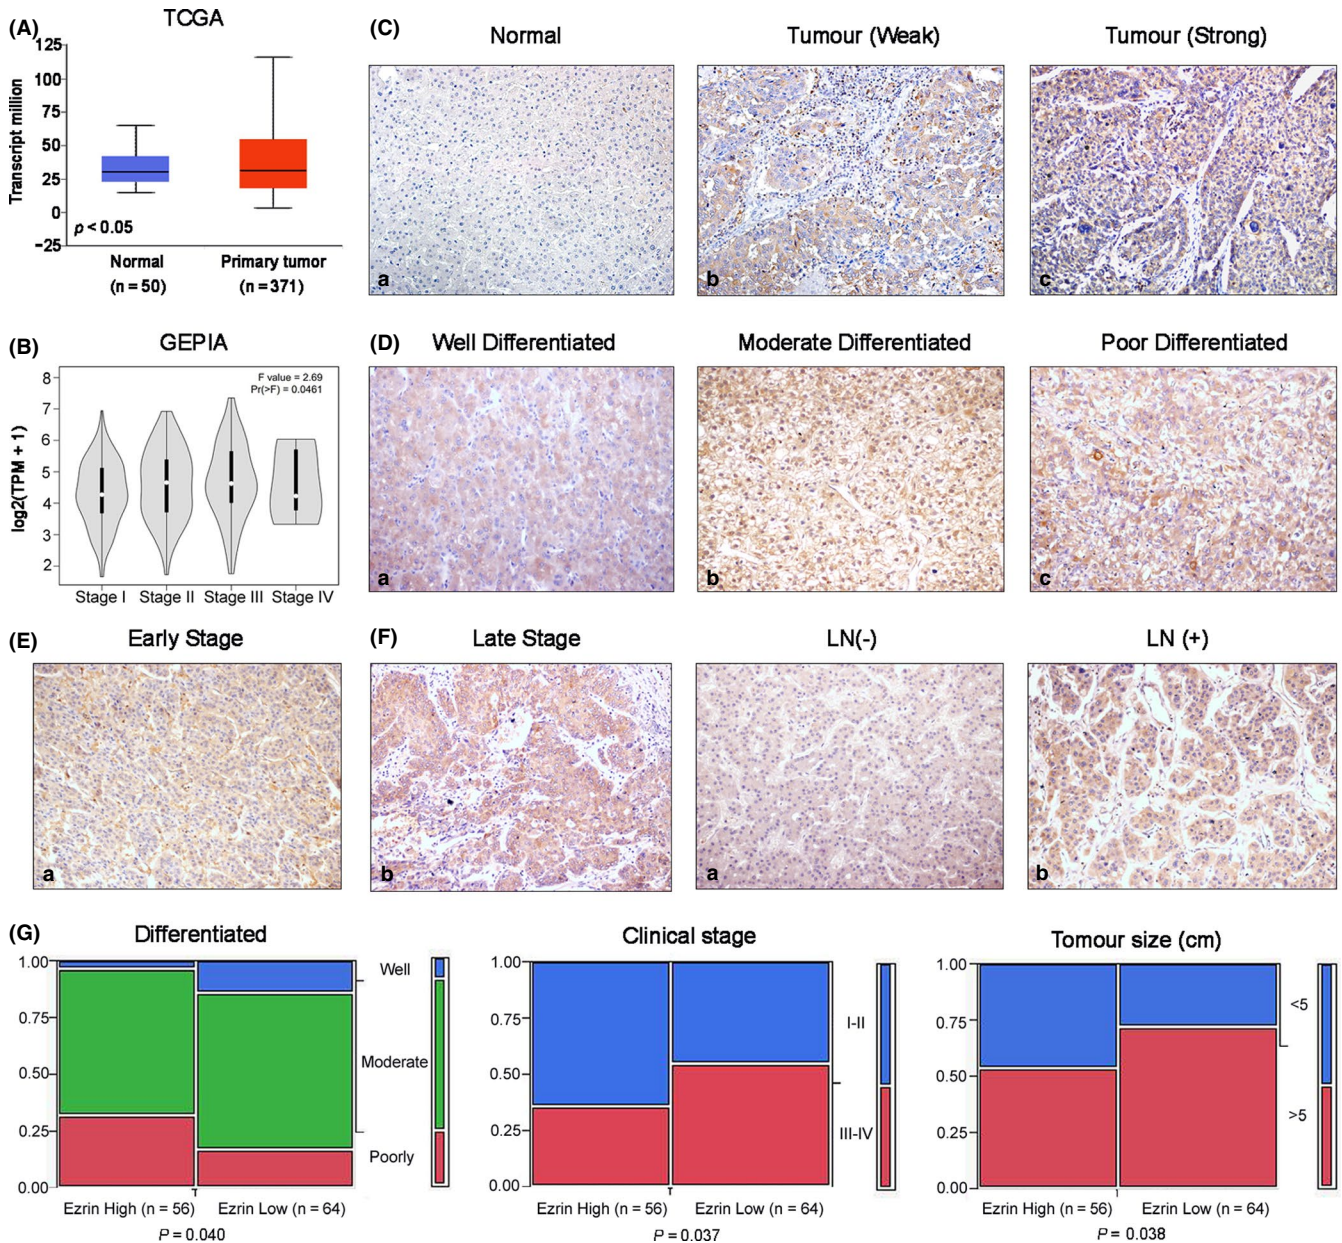 (A)
TCGA
Transcript million
125
100
75
50
25
0
−25
p < 0.05
Normal
(n = 50)
Primary tumor
(n = 371)
(B)
GEPIA
F value = 2.69
Pr(>F) = 0.0461
log2(TPM + 1)
8
7
6
5
4
3
2
Stage I
Stage II
Stage III
Stage IV
(C)
Normal
Tumour (Weak)
Tumour (Strong)
a
b
c
(D)
Well Differentiated
Moderate Differentiated
Poor Differentiated
a
b
c
(E)
Early Stage
Late Stage
a
b
(F)
LN(-)
LN (+)
a
b
(G)
Differentiated
1.00
0.75
0.50
0.25
0.00
Well
Moderate
Poorly
Ezrin High (n = 56)
Ezrin Low (n = 64)
P = 0.040
Clinical stage
1.00
0.75
0.50
0.25
0.00
I-II
III-IV
Ezrin High (n = 56)
Ezrin Low (n = 64)
P = 0.037
Tomour size (cm)
1.00
0.75
0.50
0.25
0.00
<5
>5
Ezrin High (n = 56)
Ezrin Low (n = 64)
P = 0.038